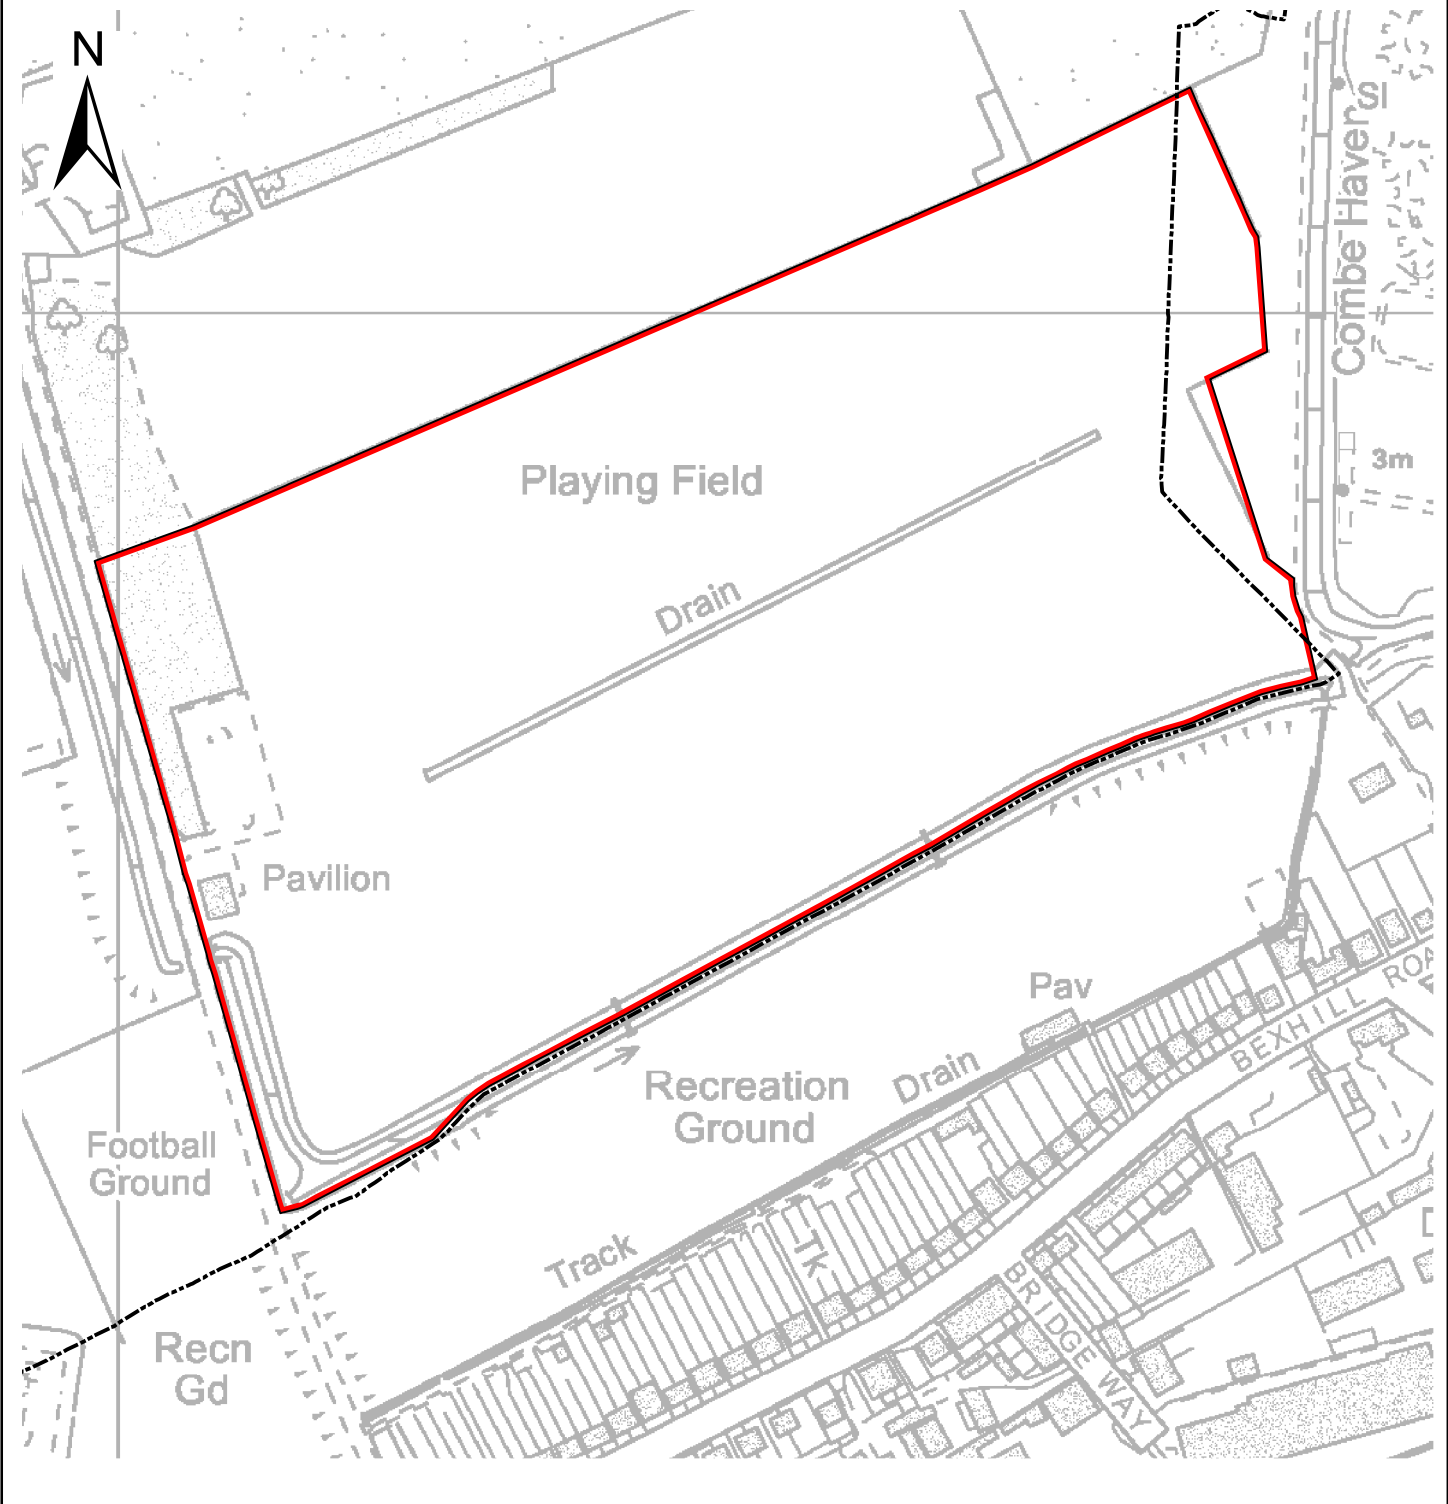 N
SI
Combe Haven
3m
Playing Field
Drain
Pavilion
Pav
BEXHILL ROA
Recreation
Ground
Drain
Football
Ground
Track
TK
BRIDGE WAY
Recn
Gd